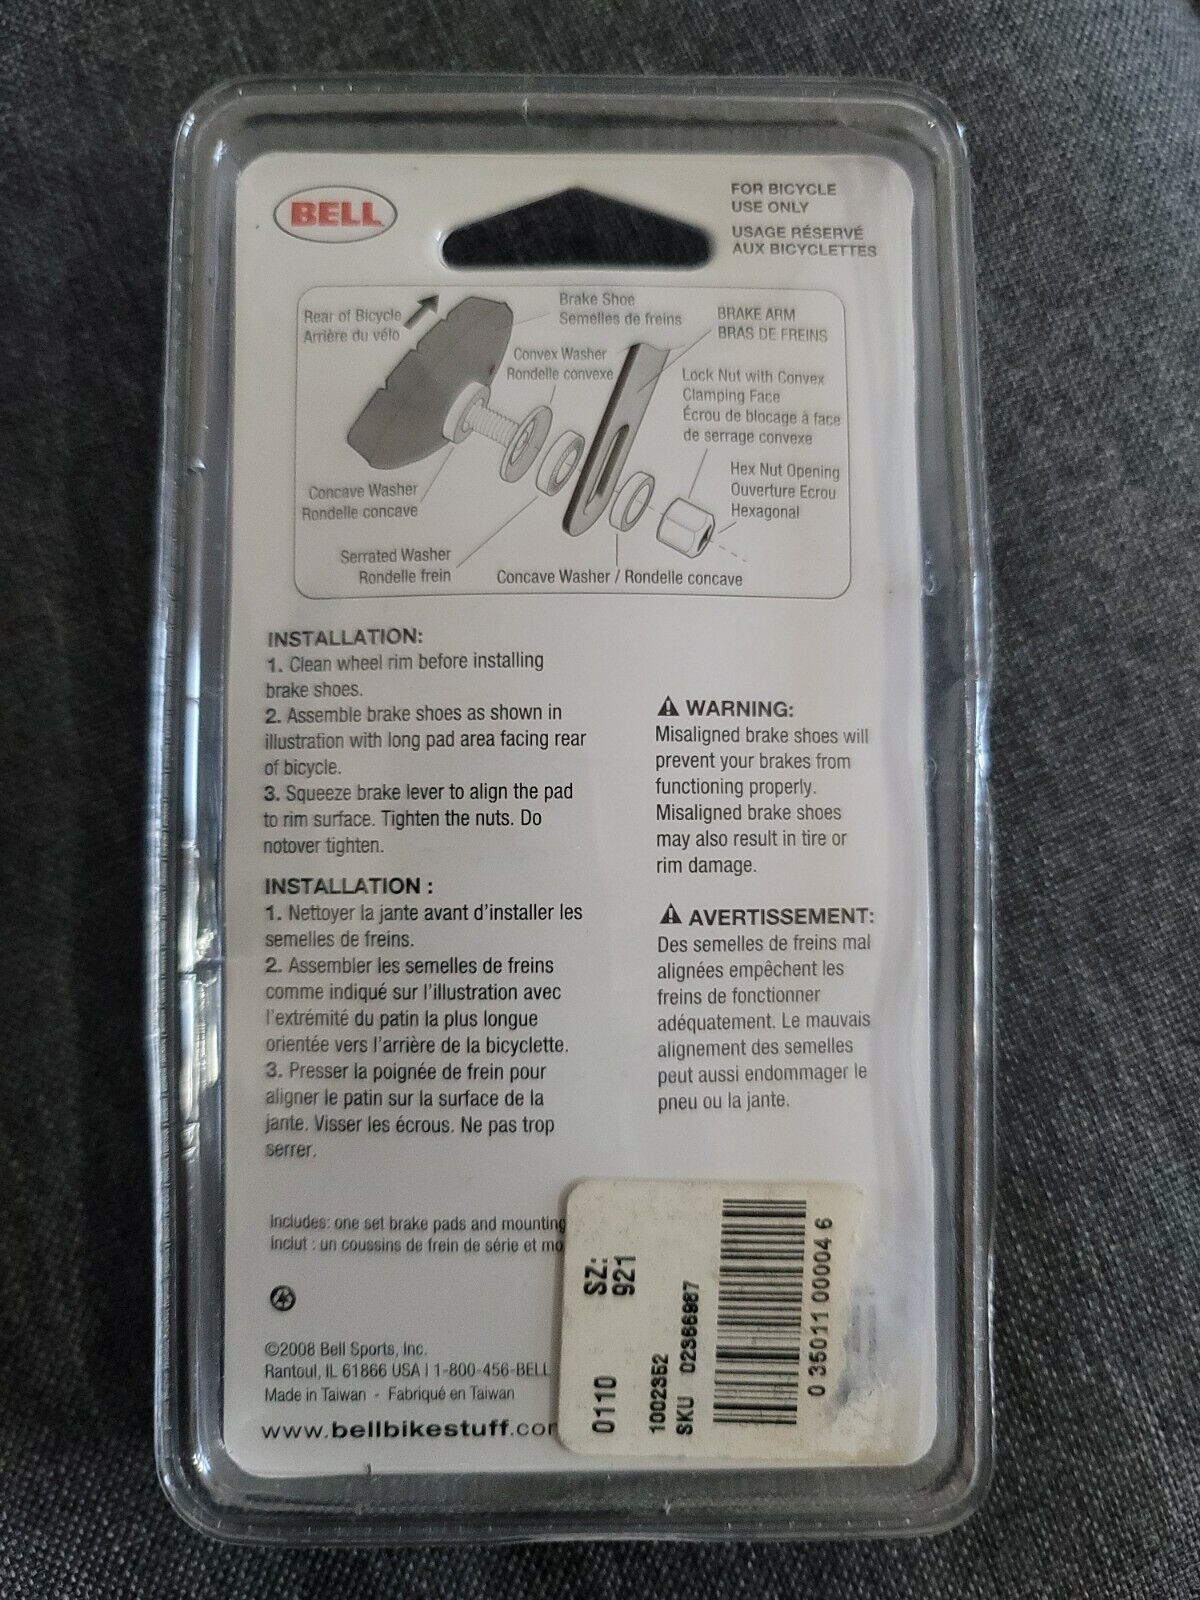 BELL
FOR BICYCLE
USE ONLY
USAGE RÉSERVÉ
AUX BICYCLETTES
Rear of Bicycle
Arrière du vélo
Brake Shoe
Semelles de freins
BRAKE ARM
BRAS DE FREINS
Convex Washer
Rondelle convexe
Lock Nut with Convex
Clamping Face
Écrou de blocage à face
de serrage convexe
Hex Nut Opening
Ouverture Ecrou
Hexagonal
Concave Washer
Rondelle concave
Serrated Washer
Rondelle frein
Concave Washer / Rondelle concave
INSTALLATION:
1. Clean wheel rim before installing
brake shoes.
2. Assemble brake shoes as shown in
illustration with long pad area facing rear
of bicycle.
3. Squeeze brake lever to align the pad
to rim surface. Tighten the nuts. Do
notover tighten.
INSTALLATION :
1. Nettoyer la jante avant d'installer les
semelles de freins.
2. Assembler les semelles de freins
comme indiqué sur l'illustration avec
l'extrémité du patin la plus longue
orientée vers l'arrière de la bicyclette.
3. Presser la poignée de frein pour
aligner le patin sur la surface de la
jante. Visser les écrous. Ne pas trop
serrer.
WARNING:
Misaligned brake shoes will
prevent your brakes from
functioning properly.
Misaligned brake shoes
may also result in tire or
rim damage.
AVERTISSEMENT:
Des semelles de freins mal
alignées empêchent les
freins de fonctionner
adéquatement. Le mauvais
alignement des semelles
peut aussi endommager le
pneu ou la jante.
Includes: one set brake pads and mounting
Inclut : un coussins de frein de série et mo
©2008 Bell Sports, Inc.
Rantoul, IL 61866 USA | 1-800-456-BELL
Made in Taiwan - Fabriqué en Taiwan
www.bellbikestuff.com
0110
SZ:
921
1002352
SKU 02366987
0 35011 00004 6